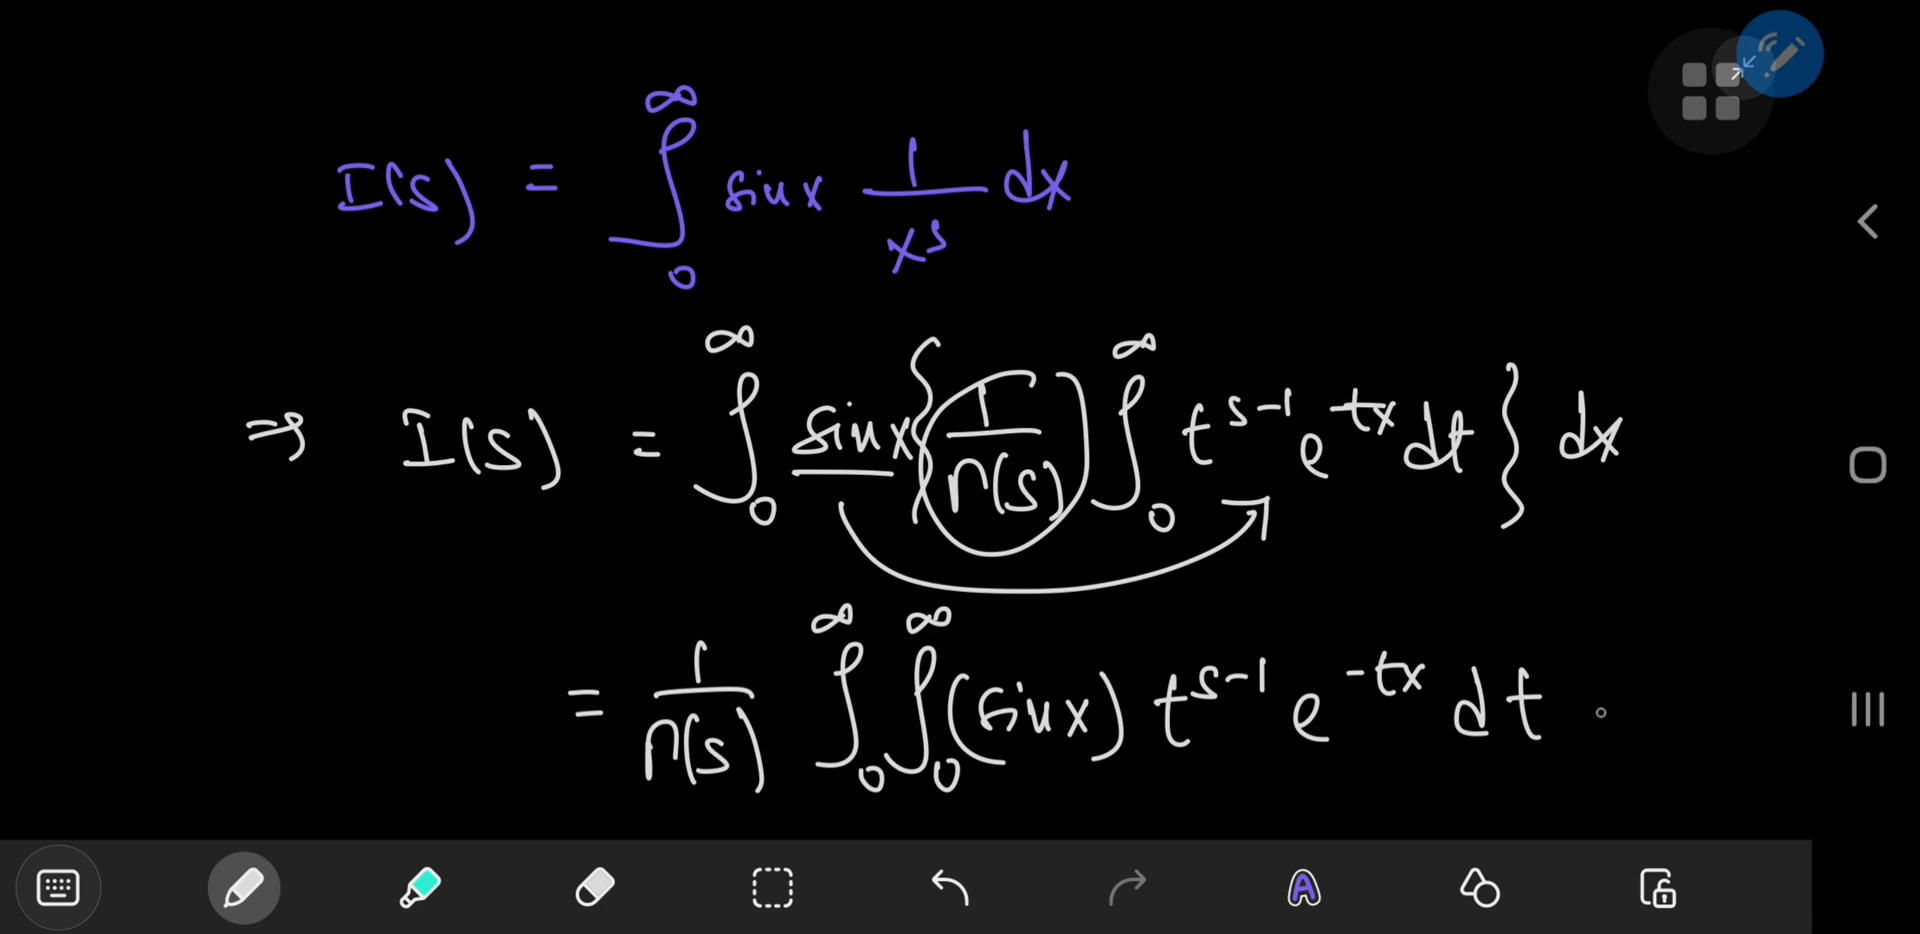 I(s) = ∫₀^∞ sin x 1/x^s dx
⇒ I(s) = ∫₀^∞ sin x { (1/Γ(s)) ∫₀^∞ t^(s-1) e^(-tx) dt } dx
= 1/Γ(s) ∫₀^∞ ∫₀^∞ (sin x) t^(s-1) e^(-tx) dt